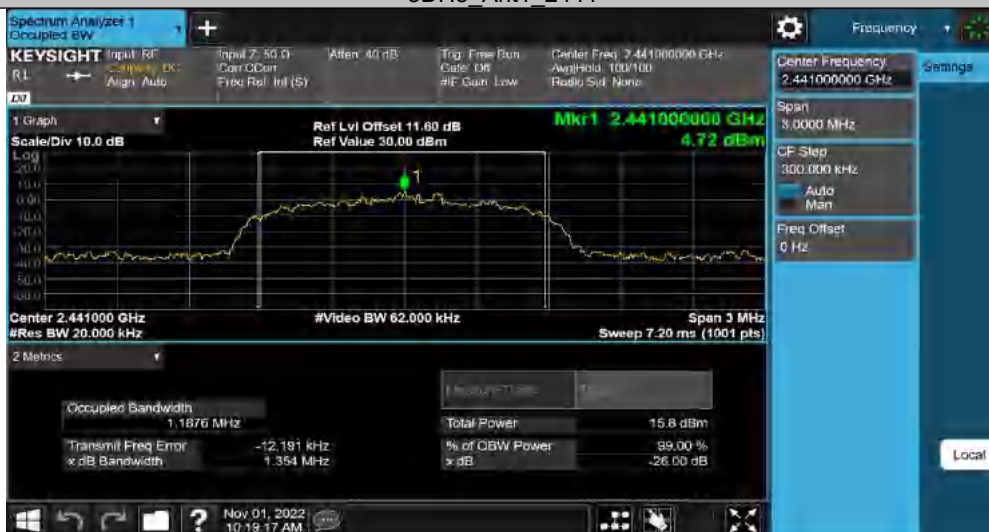 Spectrum Analyzer 1
Occupied BW
Frequency
KEYSIGHT Input: RF
R L
Align: Auto
Input Z: 50 Ω
Corr CCorr
Freq Ref: Int (S)
Atten: 40 dB
Trig: Free Run
Gate: Off
#IF Gain: Low
Center Freq: 2.441000000 GHz
Avg|Hold: 100/100
Radio Std: None
Center Frequency
2.441000000 GHz
Settings
Span
3.0000 MHz
CF Step
300.000 kHz
Auto
Man
Freq Offset
0 Hz
1 Graph
Scale/Div 10.0 dB
Ref Lvl Offset 11.60 dB
Ref Value 30.00 dBm
Mkr1 2.441000000 GHz
4.72 dBm
Log
1
Center 2.441000 GHz
#Res BW 20.000 kHz
#Video BW 62.000 kHz
Span 3 MHz
Sweep 7.20 ms (1001 pts)
2 Metrics
Occupied Bandwidth
1.1876 MHz
Total Power 15.8 dBm
Transmit Freq Error -12.191 kHz
% of OBW Power 99.00 %
x dB Bandwidth 1.354 MHz
x dB -26.00 dB
Local
Nov 01, 2022
10:19:17 AM